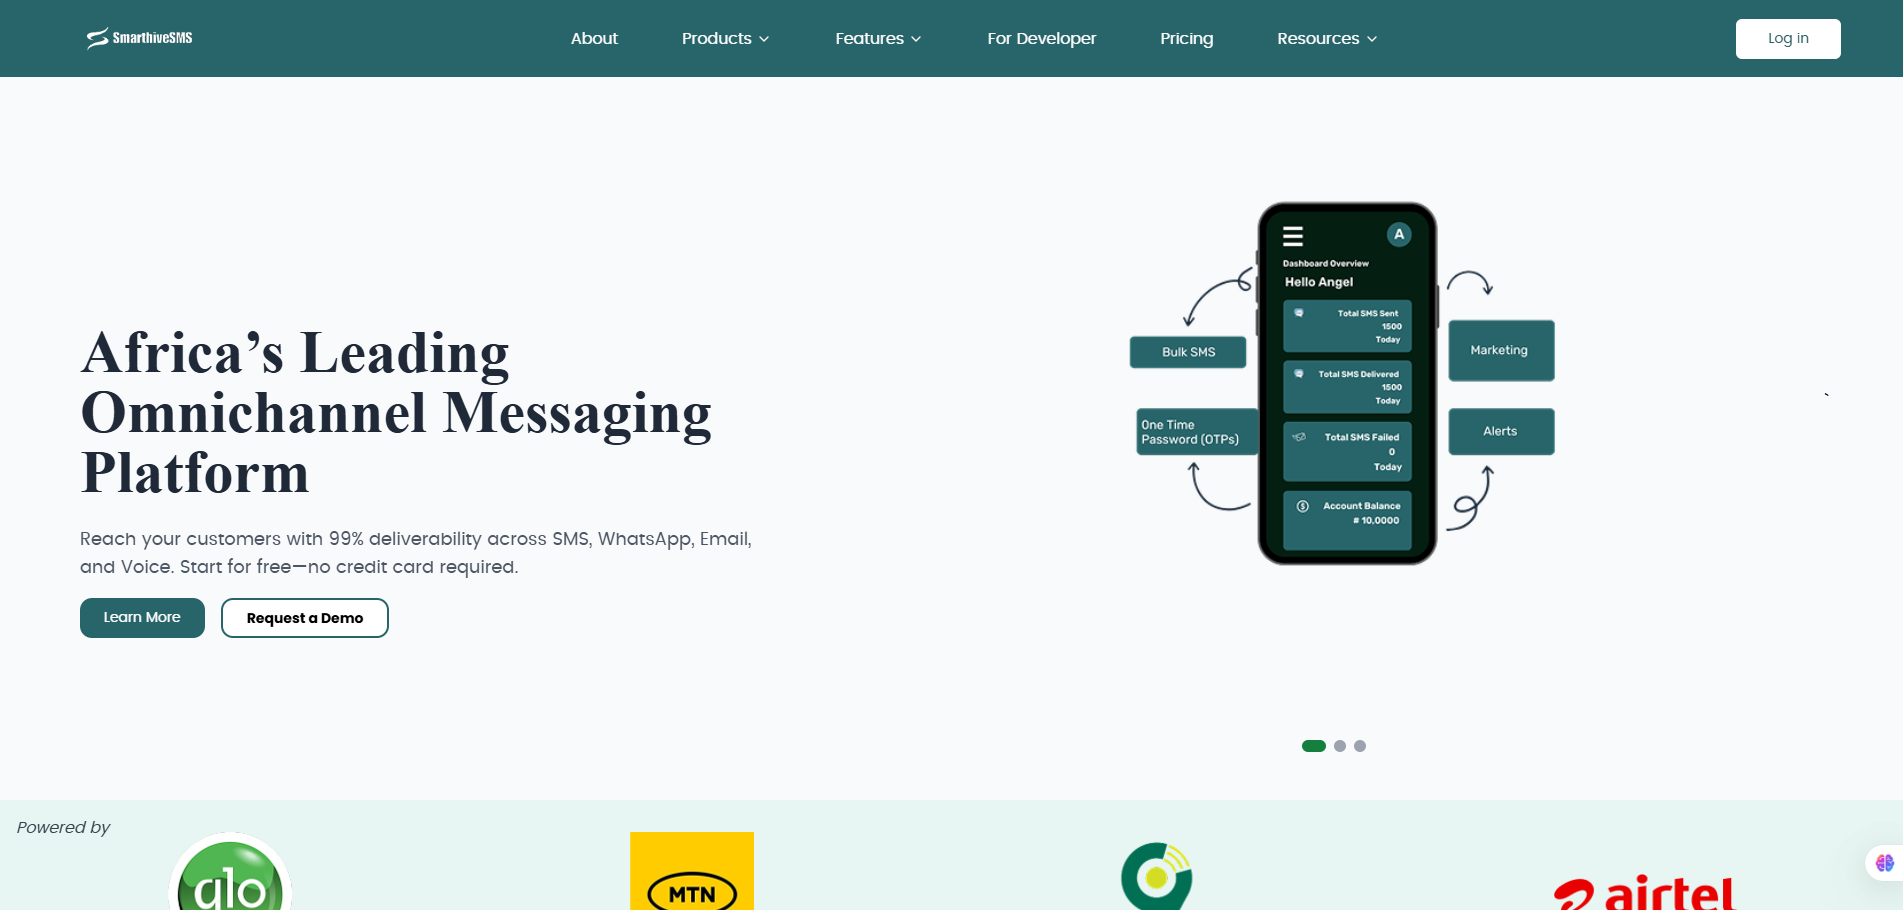 SmarthiveSMS
About
Products
Features
For Developer
Pricing
Resources
Log in
Africa’s Leading
Omnichannel Messaging
Platform
Reach your customers with 99% deliverability across SMS, WhatsApp, Email,
and Voice. Start for free—no credit card required.
Learn More
Request a Demo
A
Dashboard Overview
Hello Angel
Total SMS Sent
1500
Today
Total SMS Delivered
1500
Today
Total SMS Failed
0
Today
Account Balance
# 10,0000
Bulk SMS
One Time
Password (OTPs)
Marketing
Alerts
Powered by
glo
MTN
airtel